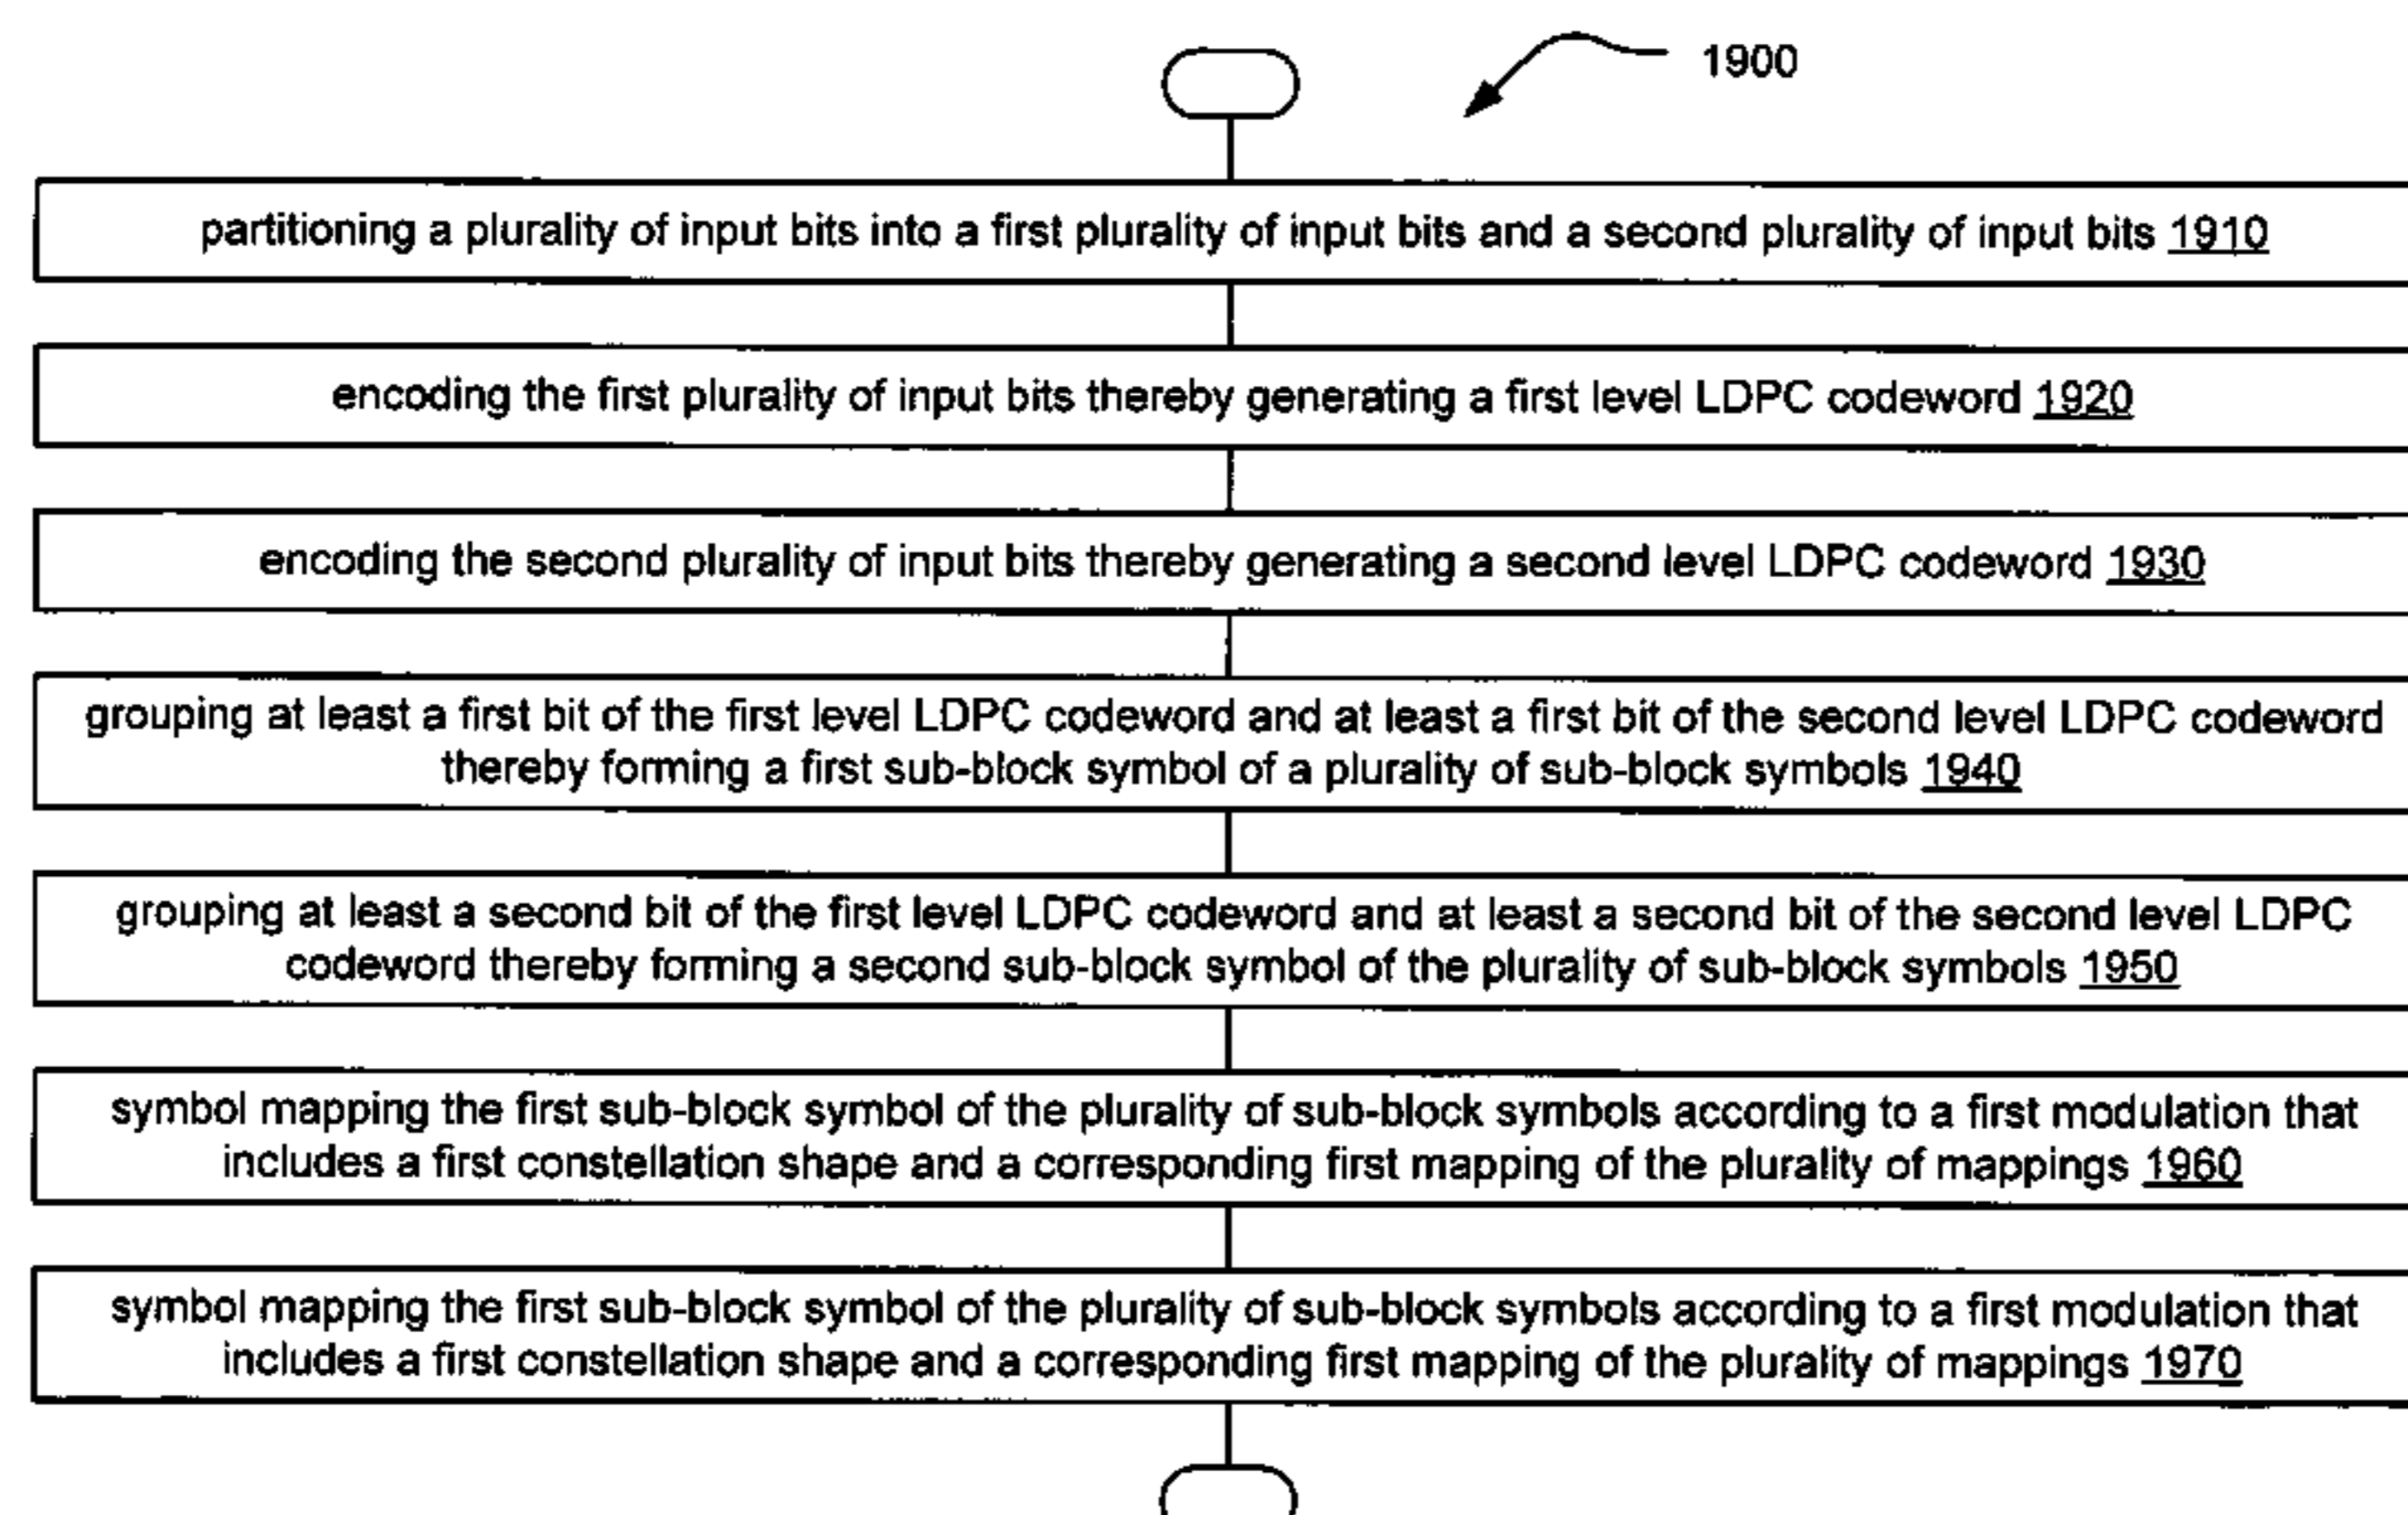 1900
partitioning a plurality of input bits into a first plurality of input bits and a second plurality of input bits 1910
encoding the first plurality of input bits thereby generating a first level LDPC codeword 1920
encoding the second plurality of input bits thereby generating a second level LDPC codeword 1930
grouping at least a first bit of the first level LDPC codeword and at least a first bit of the second level LDPC codeword
thereby forming a first sub-block symbol of a plurality of sub-block symbols 1940
grouping at least a second bit of the first level LDPC codeword and at least a second bit of the second level LDPC
codeword thereby forming a second sub-block symbol of the plurality of sub-block symbols 1950
symbol mapping the first sub-block symbol of the plurality of sub-block symbols according to a first modulation that
includes a first constellation shape and a corresponding first mapping of the plurality of mappings 1960
symbol mapping the first sub-block symbol of the plurality of sub-block symbols according to a first modulation that
includes a first constellation shape and a corresponding first mapping of the plurality of mappings 1970